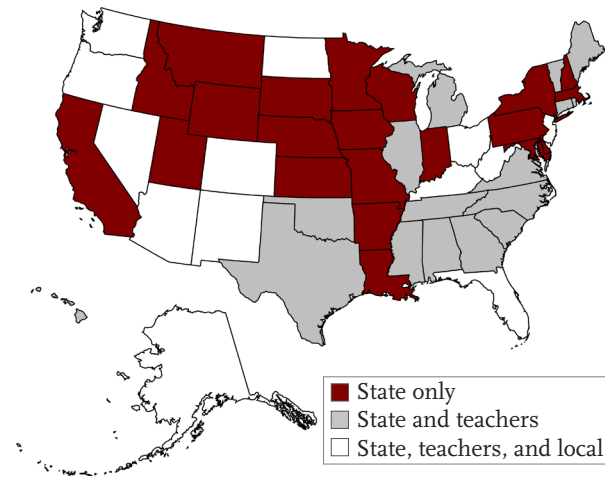 State only
State and teachers
State, teachers, and local